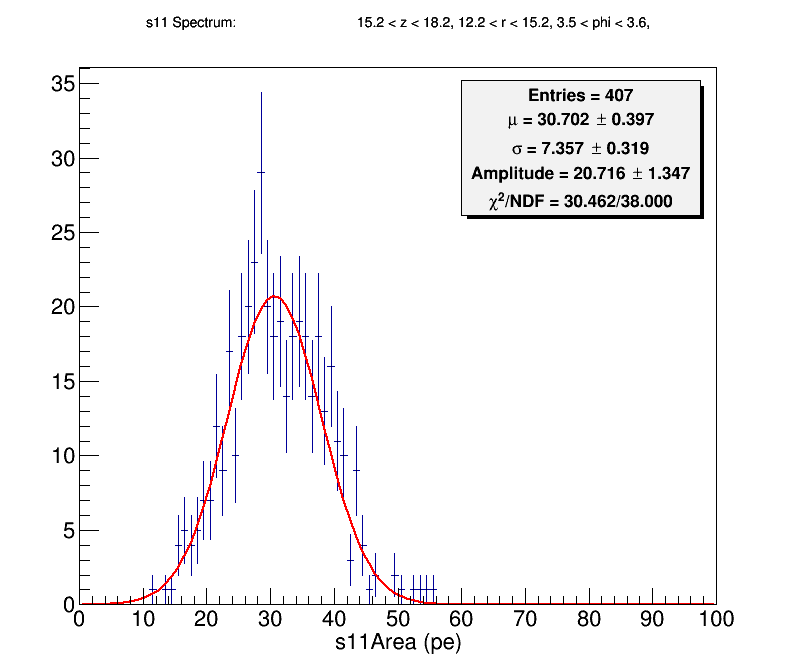 s11 Spectrum: 15.2 < z < 18.2, 12.2 < r < 15.2, 3.5 < phi < 3.6,
Entries = 407
μ = 30.702 ± 0.397
σ = 7.357 ± 0.319
Amplitude = 20.716 ± 1.347
χ²/NDF = 30.462/38.000
35
30
25
20
15
10
5
0
0 10 20 30 40 50 60 70 80 90 100
s11Area (pe)